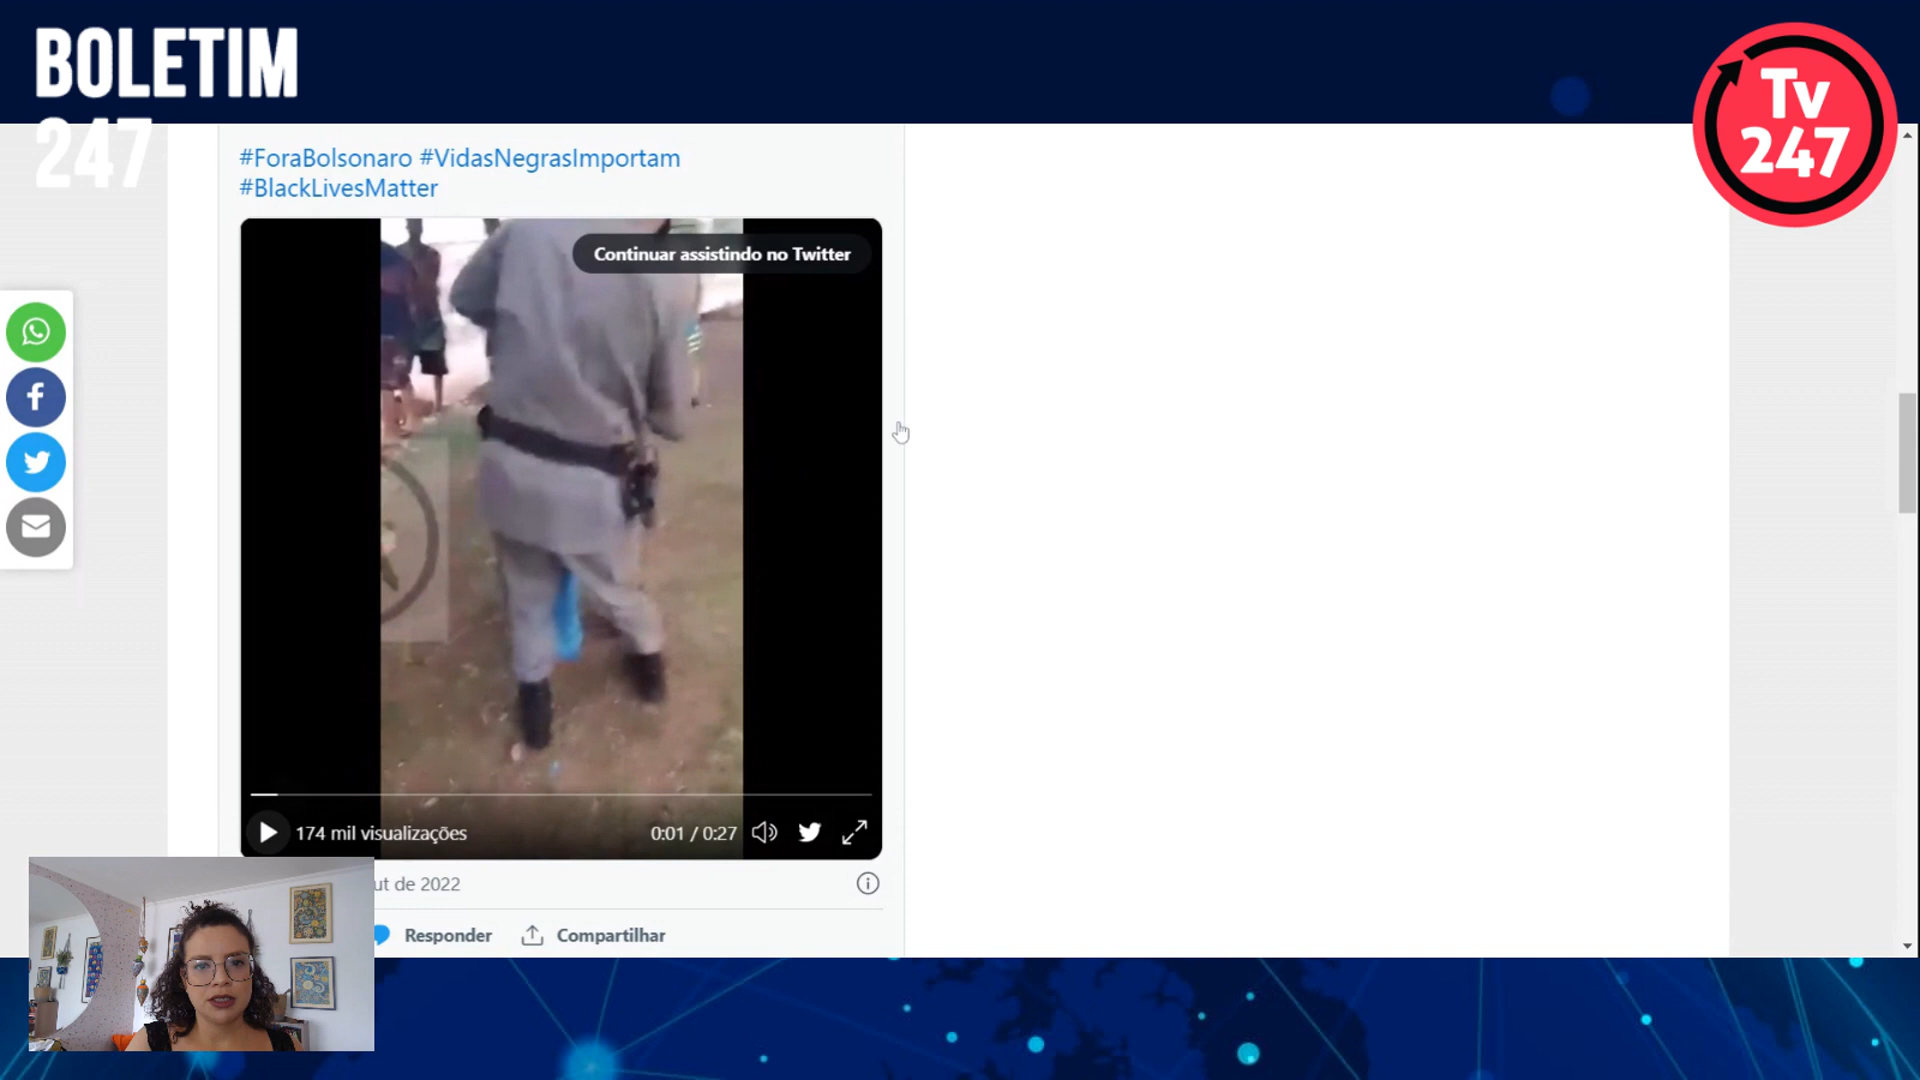 BOLETIM
247
Tv
247
#ForaBolsonaro #VidasNegrasImportam
#BlackLivesMatter
Continuar assistindo no Twitter
174 mil visualizações
0:01 / 0:27
ut de 2022
Responder
Compartilhar